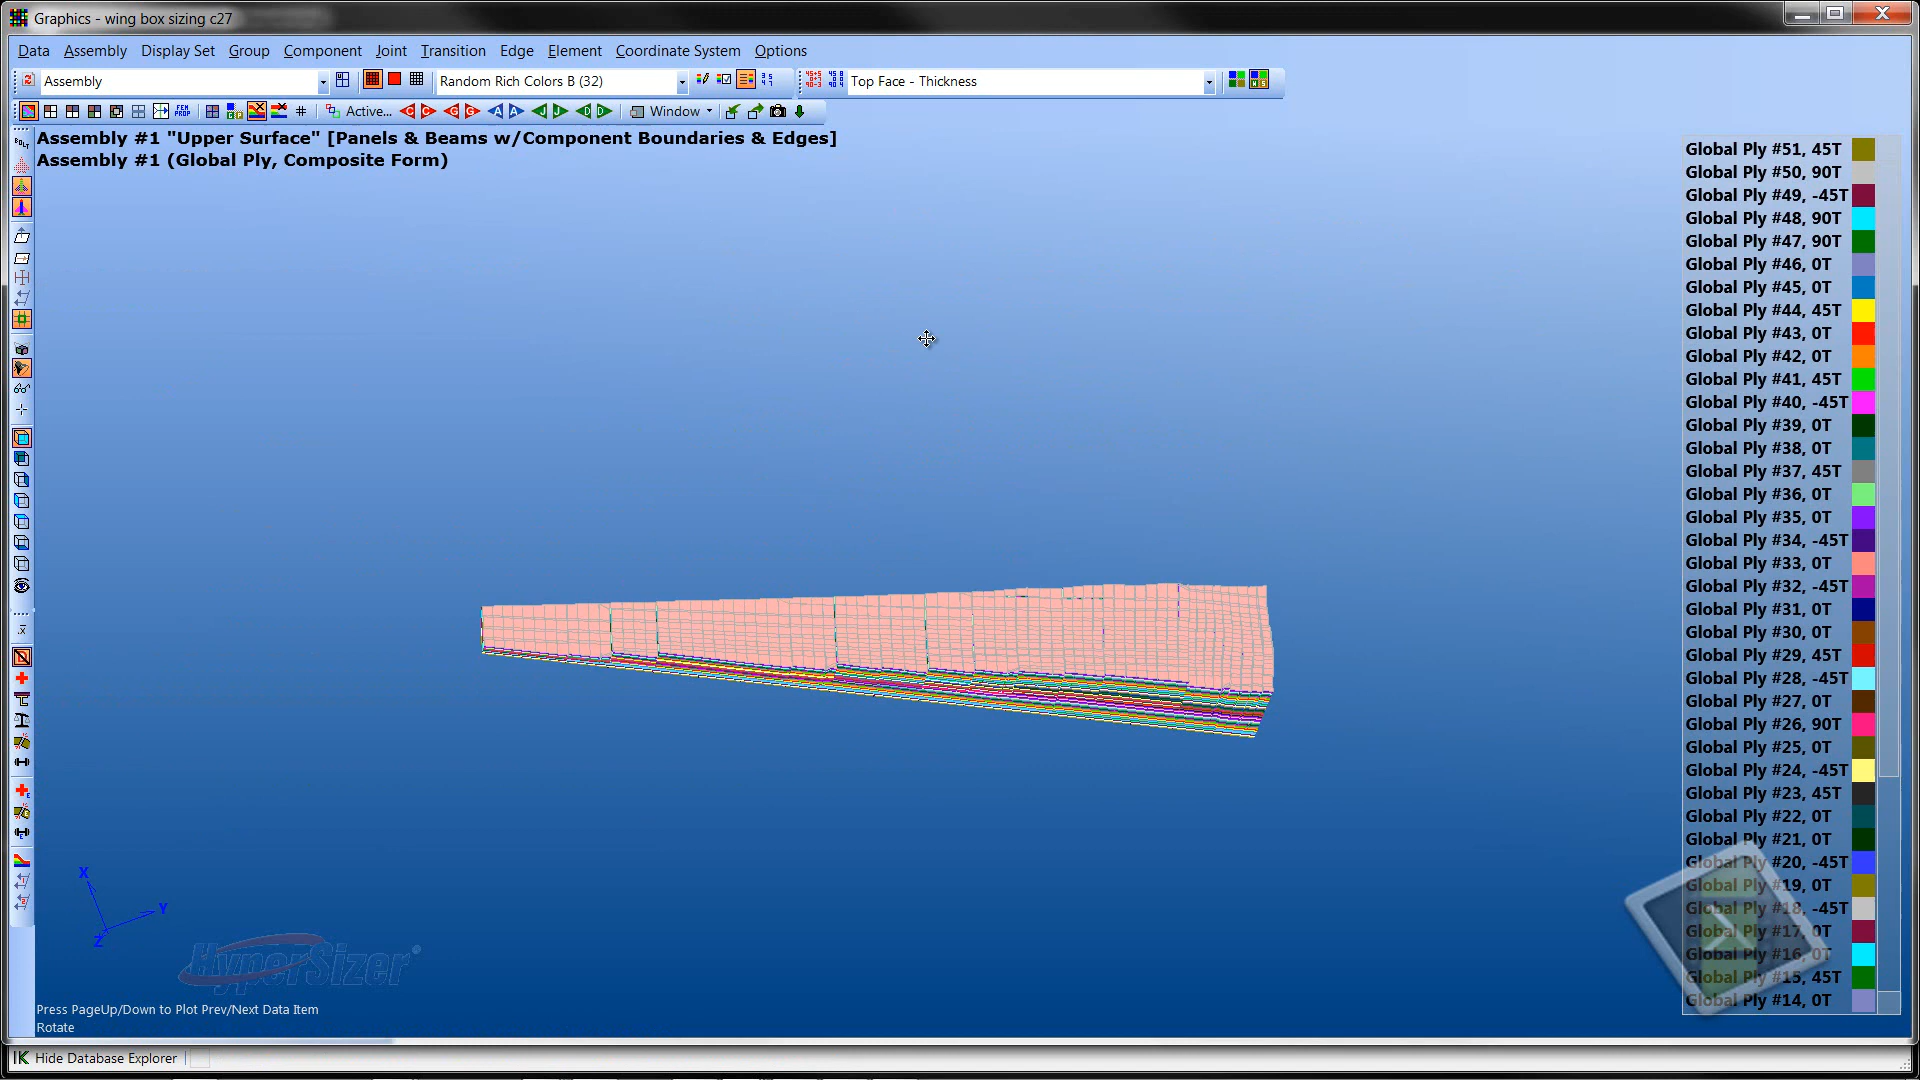 Graphics - wing box sizing c27
Data Assembly Display Set Group Component Joint Transition Edge Element Coordinate System Options
Assembly Random Rich Colors B (32) Top Face - Thickness
Active... Window
Assembly #1 "Upper Surface" [Panels & Beams w/Component Boundaries & Edges]
Assembly #1 (Global Ply, Composite Form)
Global Ply #51, 45T
Global Ply #50, 90T
Global Ply #49, -45T
Global Ply #48, 90T
Global Ply #47, 90T
Global Ply #46, 0T
Global Ply #45, 0T
Global Ply #44, 45T
Global Ply #43, 0T
Global Ply #42, 0T
Global Ply #41, 45T
Global Ply #40, -45T
Global Ply #39, 0T
Global Ply #38, 0T
Global Ply #37, 45T
Global Ply #36, 0T
Global Ply #35, 0T
Global Ply #34, -45T
Global Ply #33, 0T
Global Ply #32, -45T
Global Ply #31, 0T
Global Ply #30, 0T
Global Ply #29, 45T
Global Ply #28, -45T
Global Ply #27, 0T
Global Ply #26, 90T
Global Ply #25, 0T
Global Ply #24, -45T
Global Ply #23, 45T
Global Ply #22, 0T
Global Ply #21, 0T
Global Ply #20, -45T
Global Ply #19, 0T
Global Ply #18, -45T
Global Ply #17, 0T
Global Ply #16, 0T
Global Ply #15, 45T
Global Ply #14, 0T
X
Y
Z
HyperSizer
Press PageUp/Down to Plot Prev/Next Data Item
Rotate
Hide Database Explorer